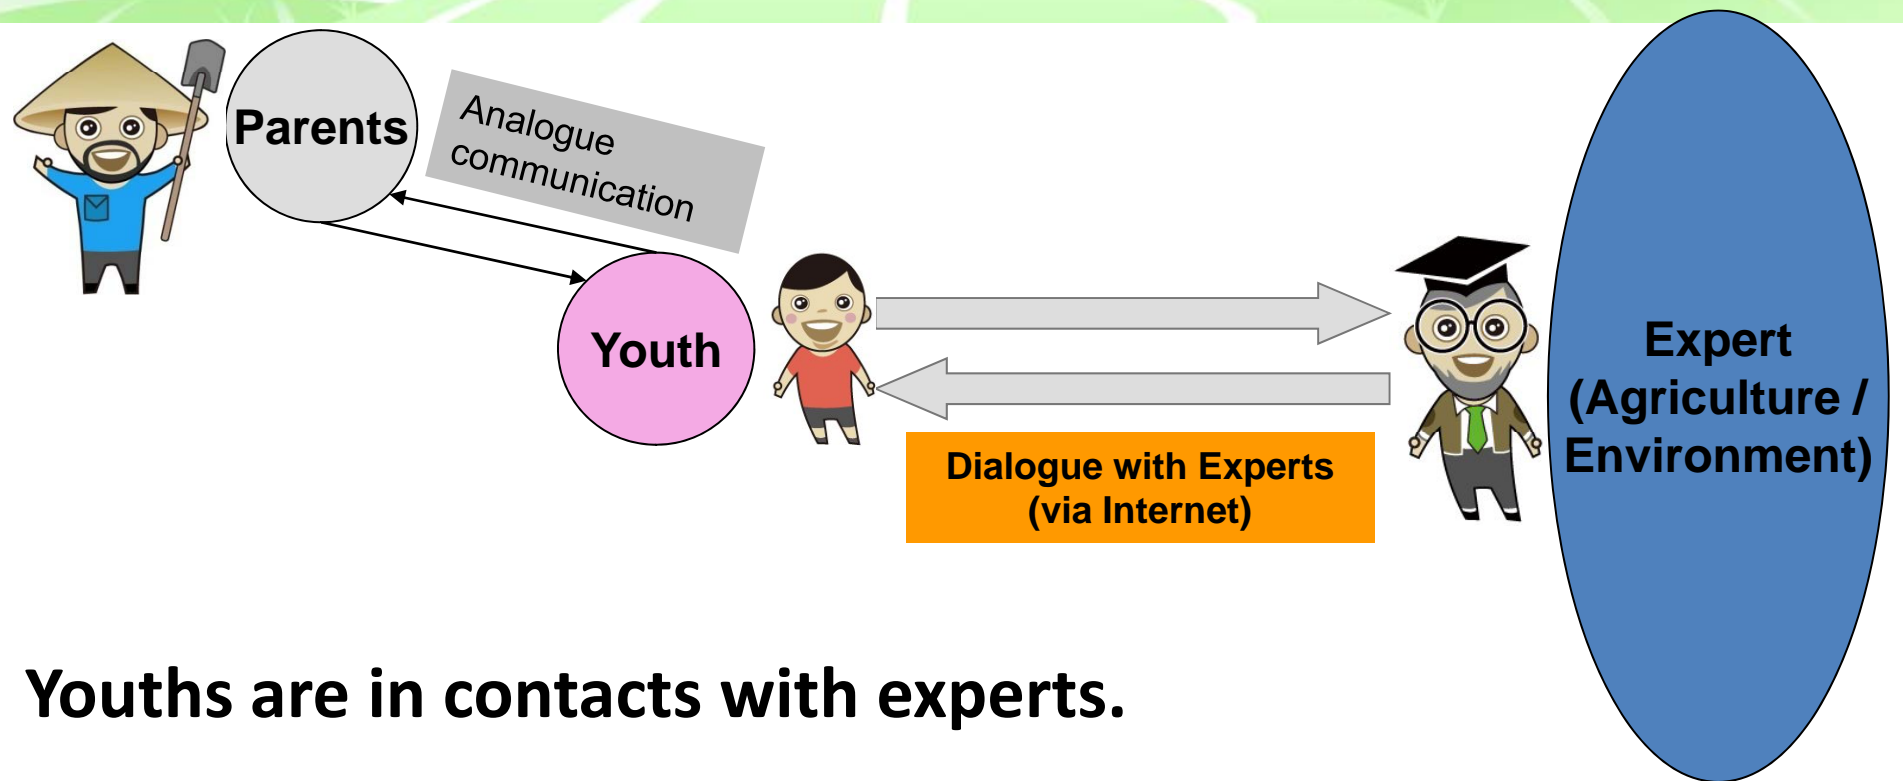 Parents
Analogue
communication
Youth
Expert
(Agriculture /
Environment)
Dialogue with Experts
(via Internet)
Youths are in contacts with experts.